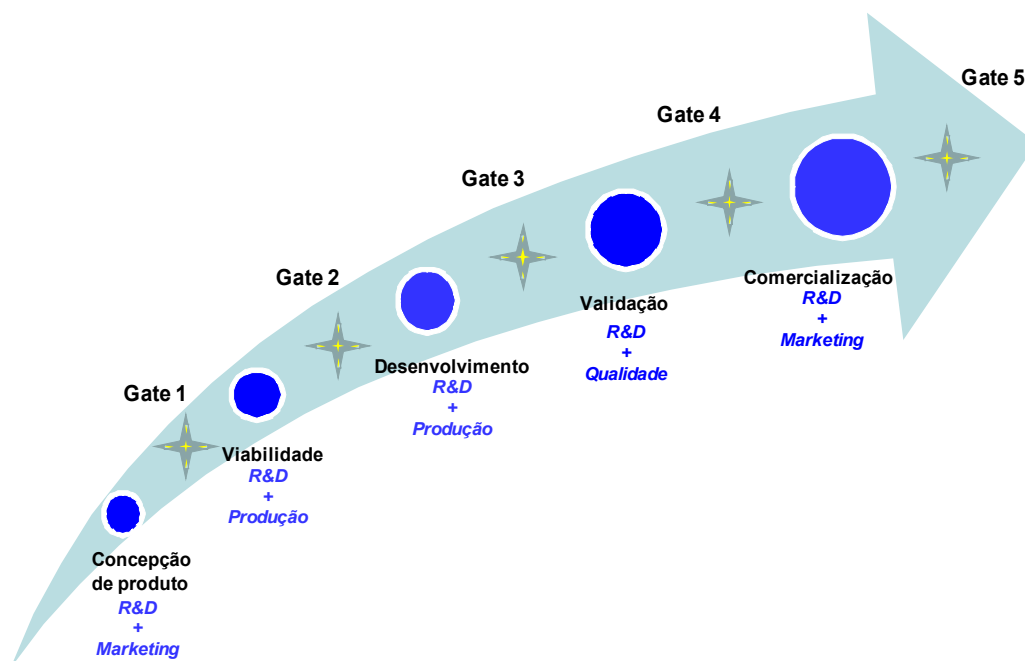 Gate 1
Gate 2
Gate 3
Gate 4
Gate 5
Concepção
de produto
R&D
+
Marketing
Viabilidade
R&D
+
Produção
Desenvolvimento
R&D
+
Produção
Validação
R&D
+
Qualidade
Comercialização
R&D
+
Marketing